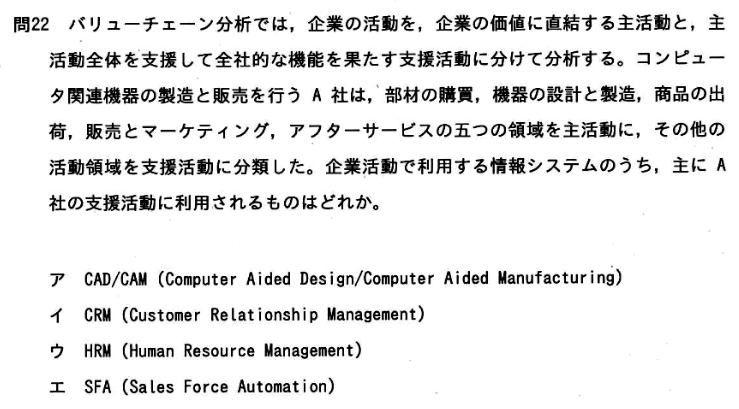 問22 バリューチェーン分析では，企業の活動を，企業の価値に直結する主活動と，主
活動全体を支援して全社的な機能を果たす支援活動に分けて分析する。コンピュー
タ関連機器の製造と販売を行う A 社は，部材の購買，機器の設計と製造，商品の出
荷，販売とマーケティング，アフターサービスの五つの領域を主活動に，その他の
活動領域を支援活動に分類した。企業活動で利用する情報システムのうち，主に A
社の支援活動に利用されるものはどれか。
ア CAD/CAM (Computer Aided Design/Computer Aided Manufacturing)
イ CRM (Customer Relationship Management)
ウ HRM (Human Resource Management)
エ SFA (Sales Force Automation)